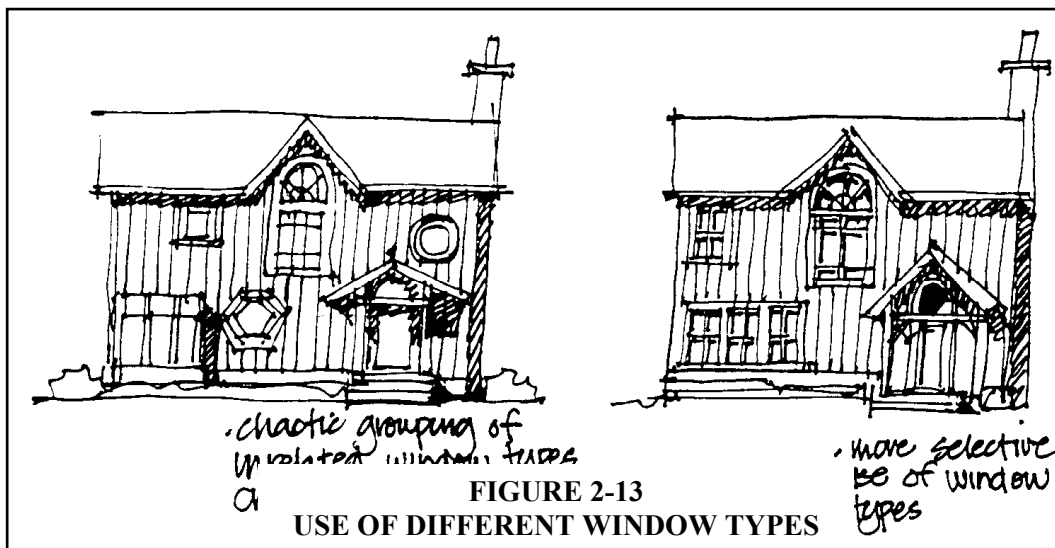 . chaotic grouping of
unrelated window types
FIGURE 2-13
USE OF DIFFERENT WINDOW TYPES
. more selective
use of window
types